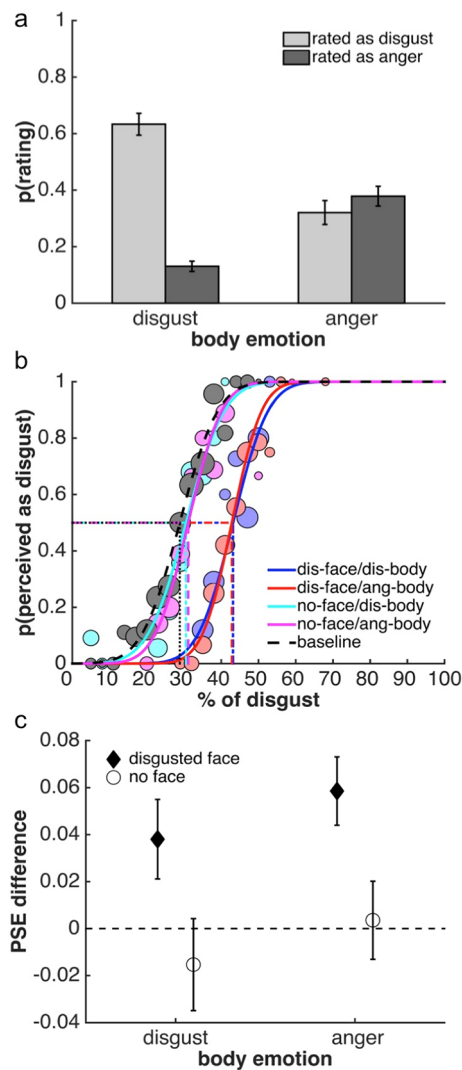 a
1
0.8
0.6
0.4
0.2
0
p(rating)
rated as disgust
rated as anger
disgust
anger
body emotion
b
1
0.8
0.6
0.4
0.2
0
p(perceived as disgust)
dis-face/dis-body
dis-face/ang-body
no-face/dis-body
no-face/ang-body
baseline
0 10 20 30 40 50 60 70 80 90 100
% of disgust
c
0.08
0.06
0.04
0.02
0
-0.02
-0.04
PSE difference
disgusted face
no face
disgust
anger
body emotion